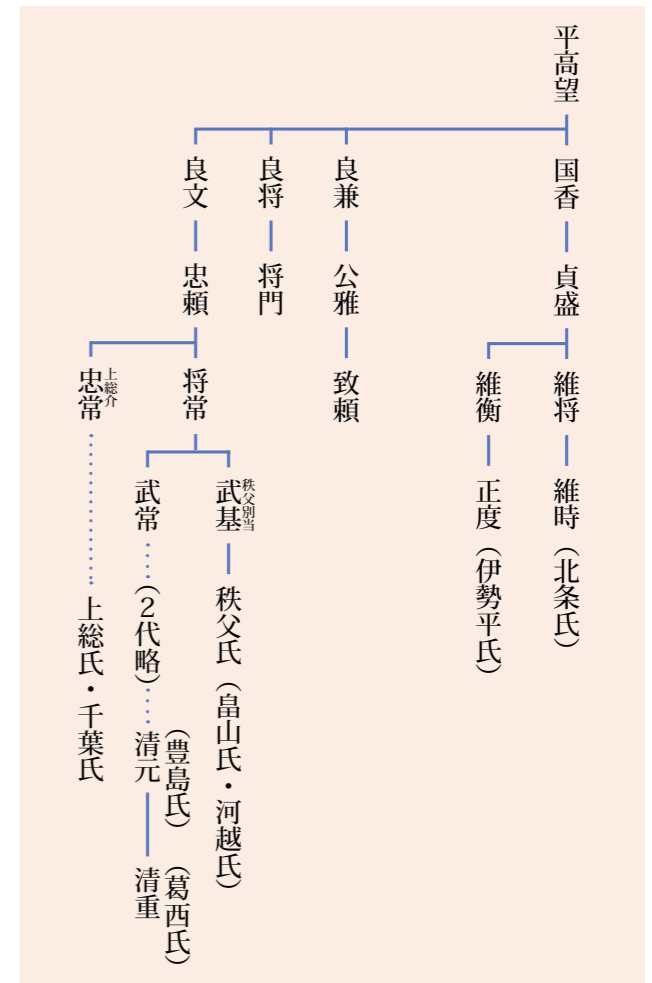 平高望
国香
貞盛
維将
維時（北条氏）
維衡
正度（伊勢平氏）
良兼
公雅
致頼
良将
将門
良文
忠頼
将常
秩父別当
武基
秩父氏（畠山氏・河越氏）
武常
（2代略）
（豊島氏）
清元
（葛西氏）
清重
上総介
忠常
上総氏・千葉氏